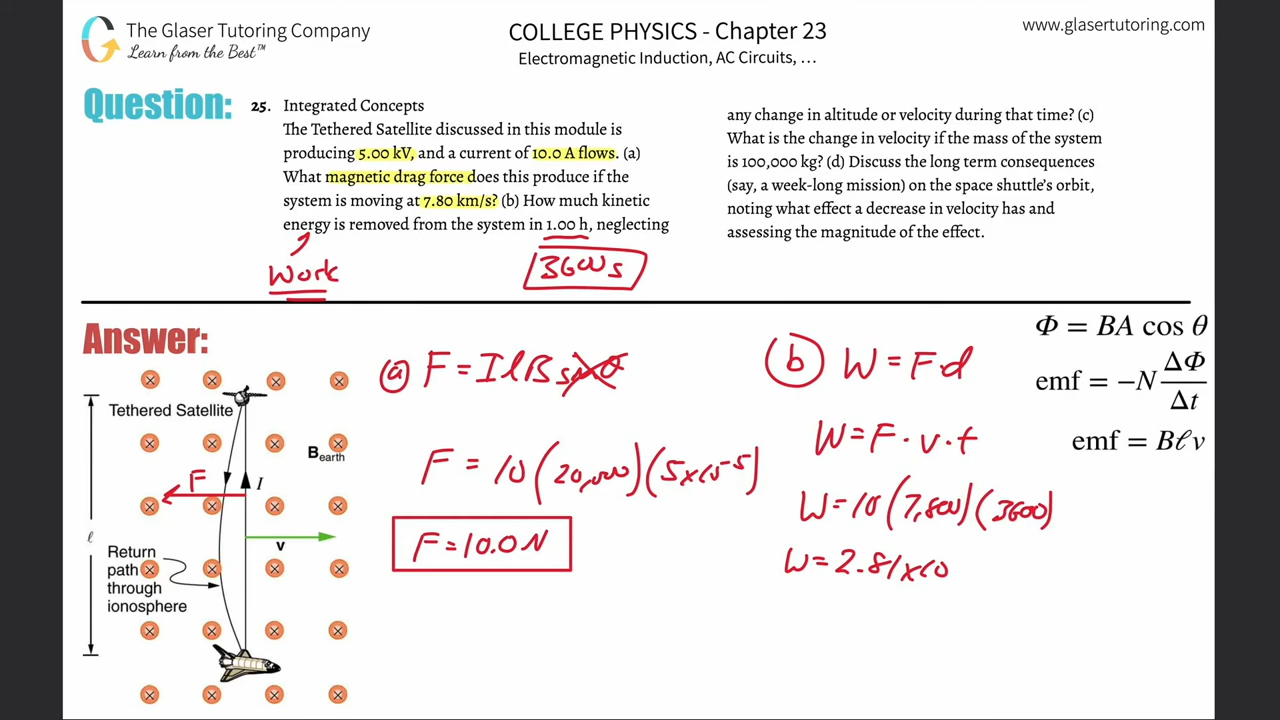 The Glaser Tutoring Company
Learn from the Best™
COLLEGE PHYSICS - Chapter 23
Electromagnetic Induction, AC Circuits, …
www.glasertutoring.com
Question:
25. Integrated Concepts
The Tethered Satellite discussed in this module is
producing 5.00 kV, and a current of 10.0 A flows. (a)
What magnetic drag force does this produce if the
system is moving at 7.80 km/s? (b) How much kinetic
energy is removed from the system in 1.00 h, neglecting
any change in altitude or velocity during that time? (c)
What is the change in velocity if the mass of the system
is 100,000 kg? (d) Discuss the long term consequences
(say, a week-long mission) on the space shuttle's orbit,
noting what effect a decrease in velocity has and
assessing the magnitude of the effect.
Work
3600 s
Answer:
Tethered Satellite
B earth
F
I
v
ℓ
Return
path
through
ionosphere
(a) F = IlB sin θ
F = 10 (20,000)(5x10-5)
F = 10.0 N
(b) W = F·d
W = F · v · t
W = 10 (7,800)(3600)
W = 2.81x10
Φ = BA cos θ
emf = −N ΔΦ/Δt
emf = Bℓv